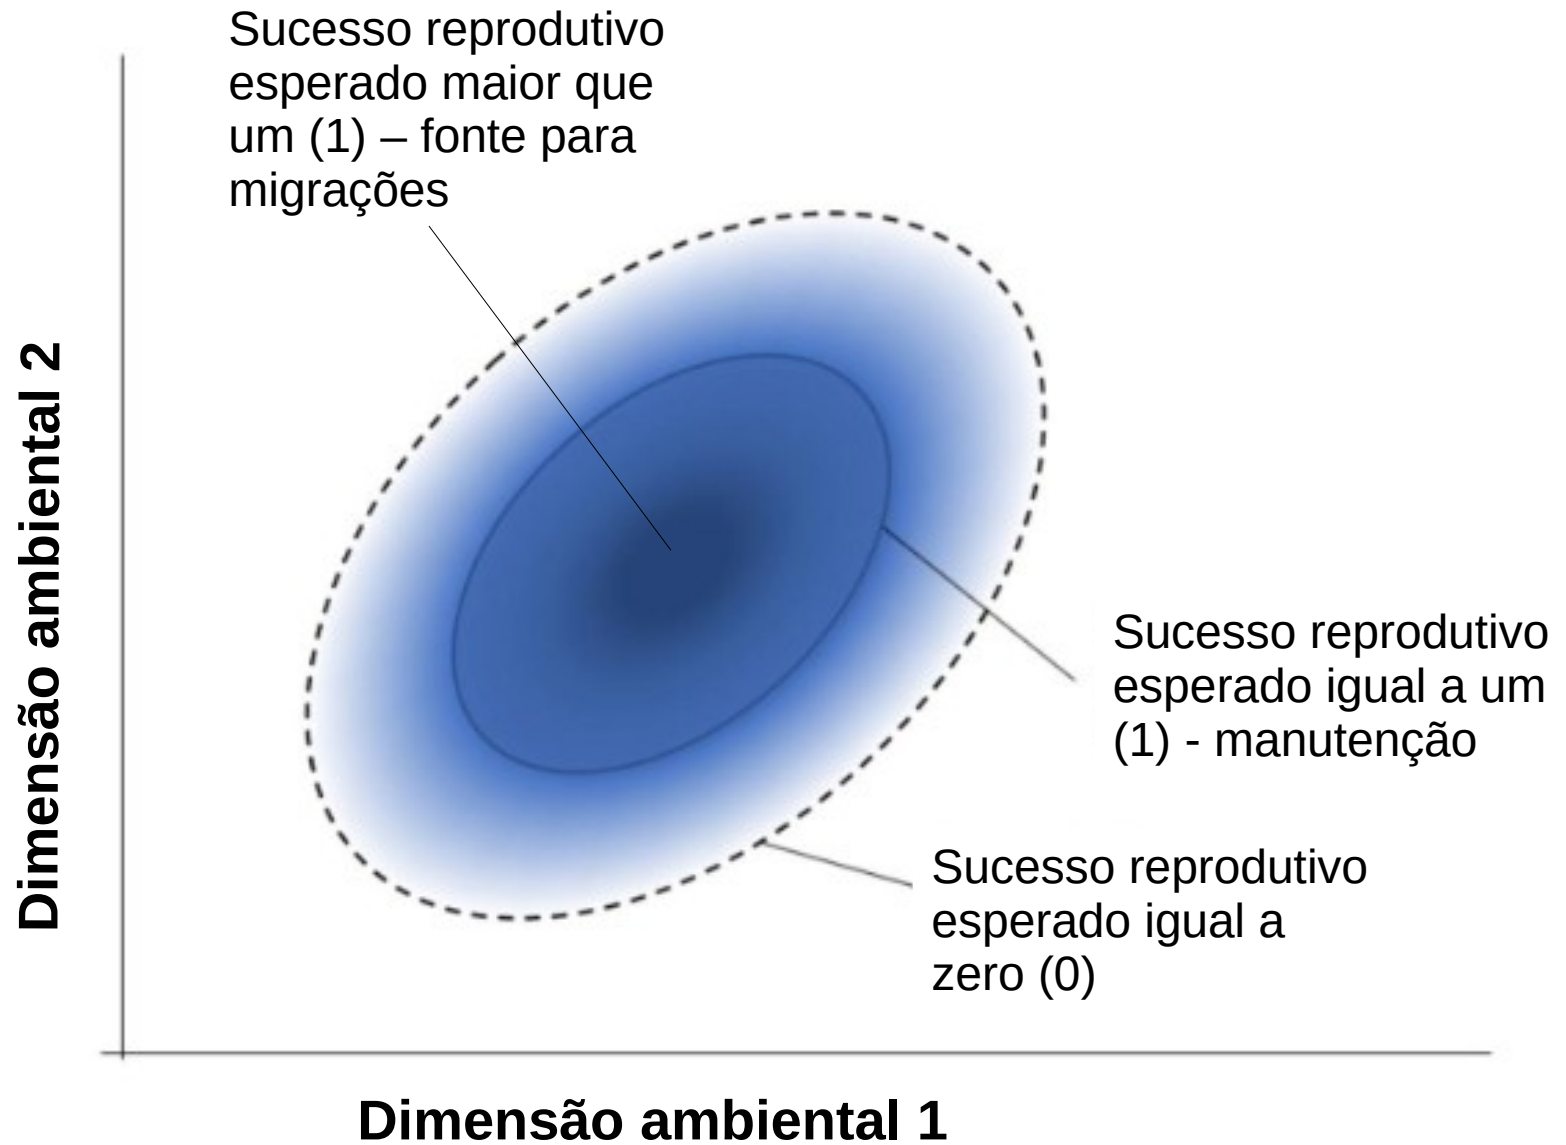 Sucesso reprodutivo
esperado maior que
um (1) – fonte para
migrações
Dimensão ambiental 2
Sucesso reprodutivo
esperado igual a um
(1) - manutenção
Sucesso reprodutivo
esperado igual a
zero (0)
Dimensão ambiental 1